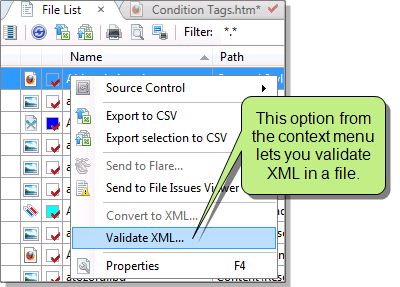 File List
Condition Tags.htm*
Filter: *.*
Name
Path
Source Control
Export to CSV
Export selection to CSV
Send to Flare...
Send to File Issues Viewer
Convert to XML...
Validate XML...
Properties F4
This option from
the context menu
lets you validate
XML in a file.